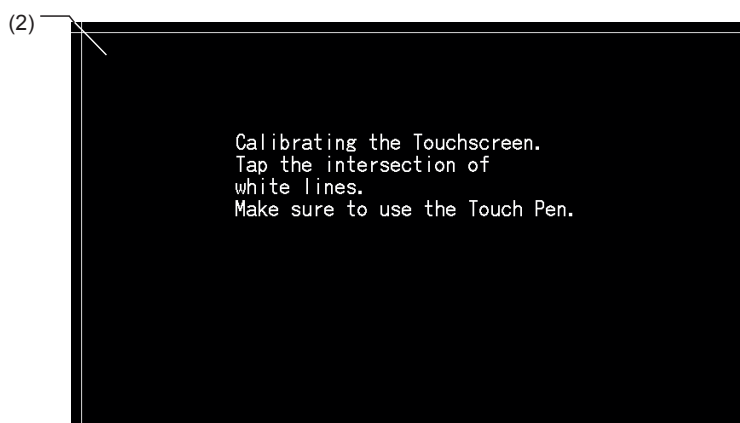 (2)
Calibrating the Touchscreen.
Tap the intersection of
white lines.
Make sure to use the Touch Pen.